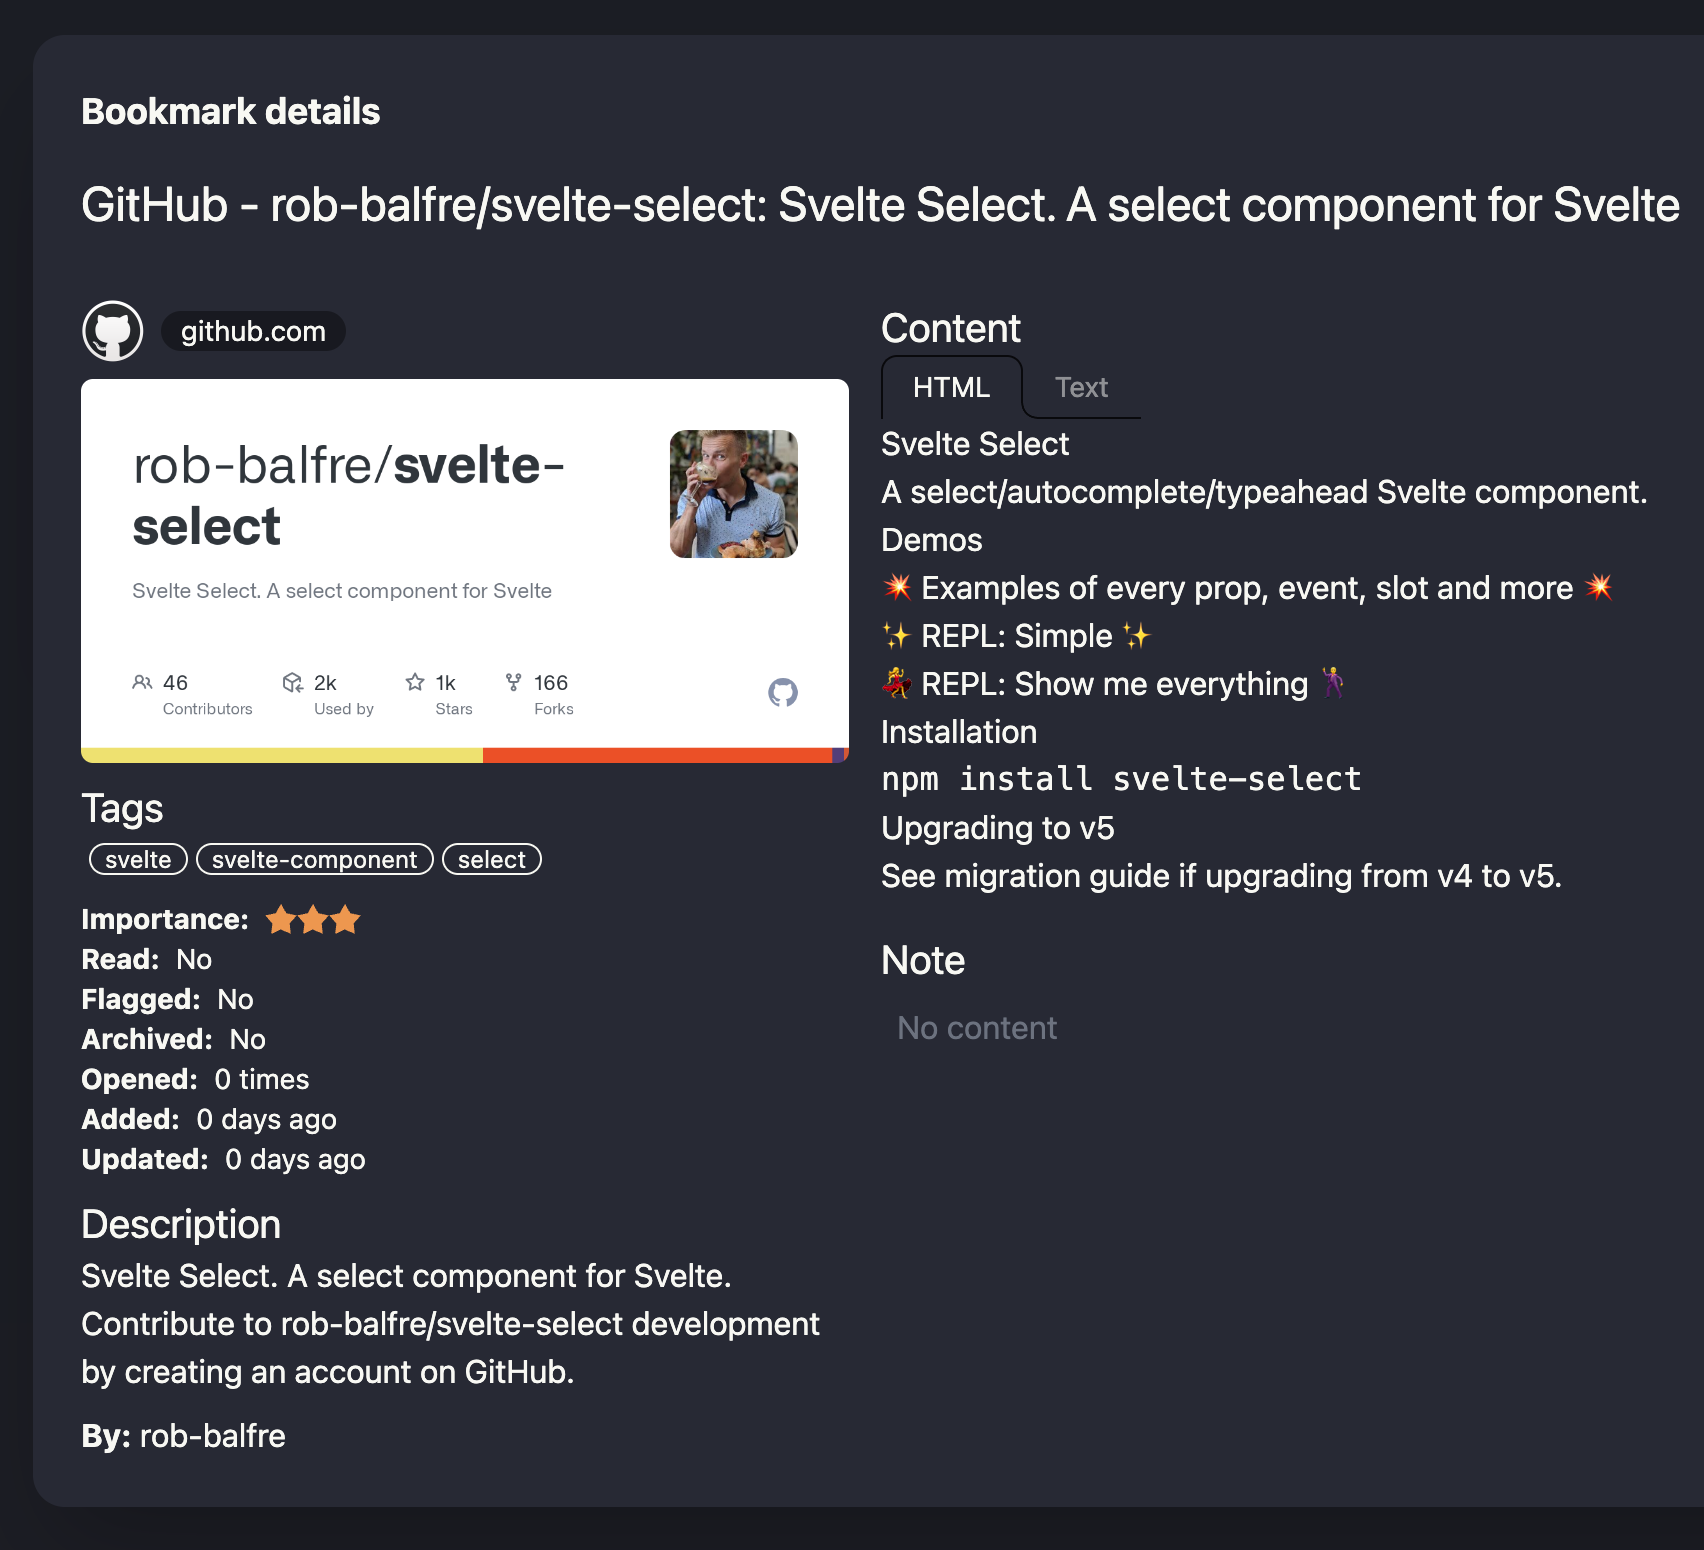 Bookmark details
GitHub - rob-balfre/svelte-select: Svelte Select. A select component for Svelte
github.com
rob-balfre/svelte-
select
Svelte Select. A select component for Svelte
46
Contributors
2k
Used by
1k
Stars
166
Forks
Tags
svelte
svelte-component
select
Importance:
Read: No
Flagged: No
Archived: No
Opened: 0 times
Added: 0 days ago
Updated: 0 days ago
Description
Svelte Select. A select component for Svelte.
Contribute to rob-balfre/svelte-select development
by creating an account on GitHub.
By: rob-balfre
Content
HTML
Text
Svelte Select
A select/autocomplete/typeahead Svelte component.
Demos
💥 Examples of every prop, event, slot and more 💥
✨ REPL: Simple ✨
💃 REPL: Show me everything 🕺
Installation
npm install svelte-select
Upgrading to v5
See migration guide if upgrading from v4 to v5.
Note
No content